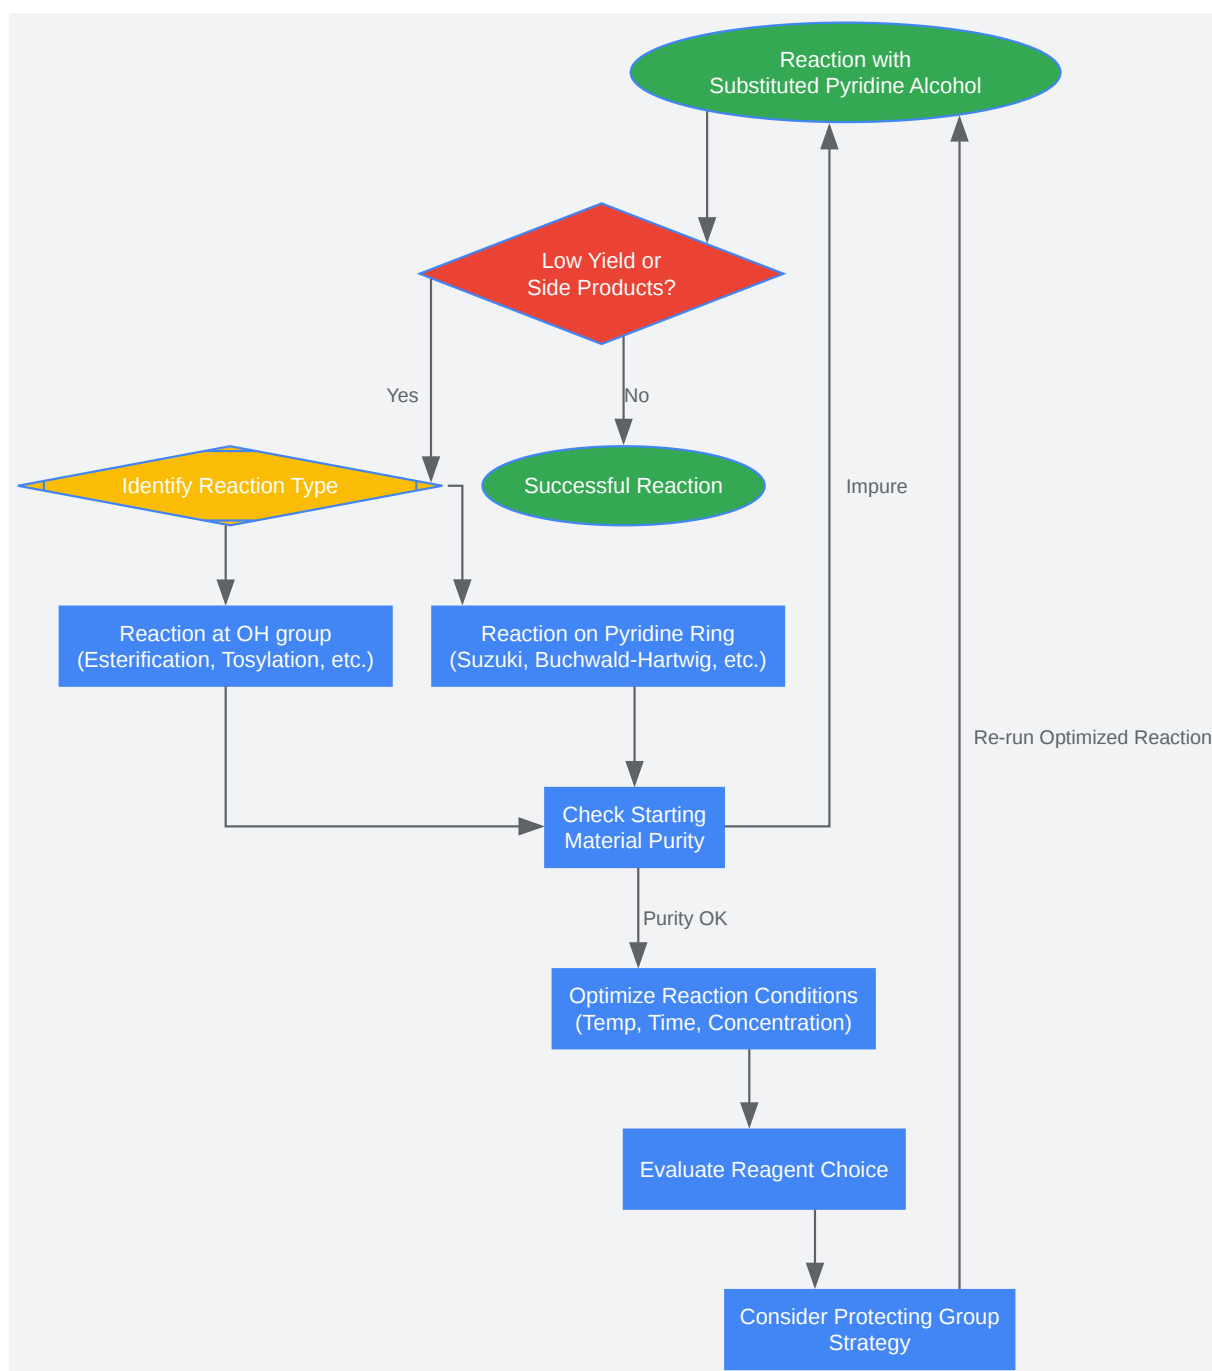 Reaction with
Substituted Pyridine Alcohol
Low Yield or
Side Products?
Yes
No
Identify Reaction Type
Successful Reaction
Impure
Reaction at OH group
(Esterification, Tosylation, etc.)
Reaction on Pyridine Ring
(Suzuki, Buchwald-Hartwig, etc.)
Re-run Optimized Reaction
Check Starting
Material Purity
Purity OK
Optimize Reaction Conditions
(Temp, Time, Concentration)
Evaluate Reagent Choice
Consider Protecting Group
Strategy